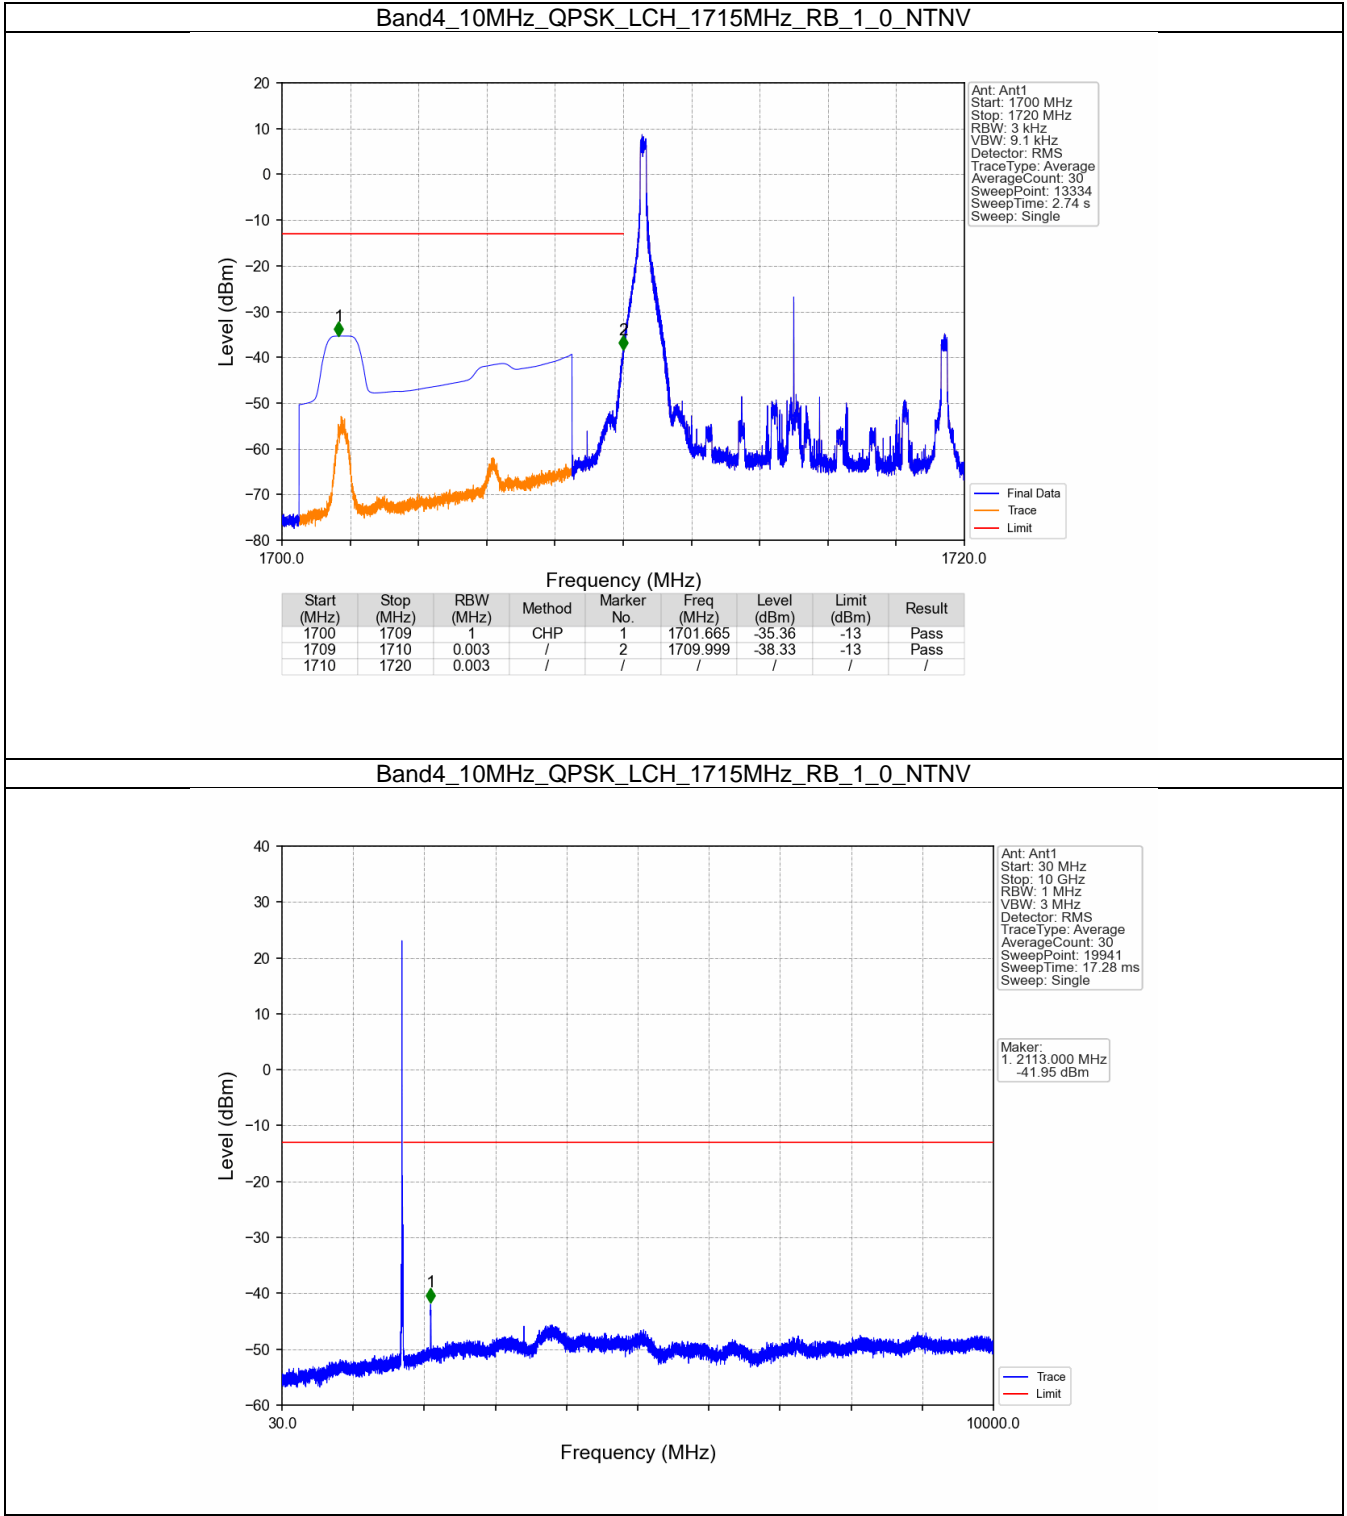 Band4_10MHz_QPSK_LCH_1715MHz_RB_1_0_NTNV
20
10
0
−10
−20
−30
−40
−50
−60
−70
−80
Level (dBm)
1
2
1700.0
1720.0
Frequency (MHz)
Ant: Ant1
Start: 1700 MHz
Stop: 1720 MHz
RBW: 3 kHz
VBW: 9.1 kHz
Detector: RMS
TraceType: Average
AverageCount: 30
SweepPoint: 13334
SweepTime: 2.74 s
Sweep: Single
Final Data
Trace
Limit
Start (MHz) Stop (MHz) RBW (MHz) Method Marker No. Freq (MHz) Level (dBm) Limit (dBm) Result
1700 1709 1 CHP 1 1701.665 -35.36 -13 Pass
1709 1710 0.003 / 2 1709.999 -38.33 -13 Pass
1710 1720 0.003 / / / / / /
Band4_10MHz_QPSK_LCH_1715MHz_RB_1_0_NTNV
40
30
20
10
0
−10
−20
−30
−40
−50
−60
Level (dBm)
1
30.0
10000.0
Frequency (MHz)
Ant: Ant1
Start: 30 MHz
Stop: 10 GHz
RBW: 1 MHz
VBW: 3 MHz
Detector: RMS
TraceType: Average
AverageCount: 30
SweepPoint: 19941
SweepTime: 17.28 ms
Sweep: Single
Maker:
1. 2113.000 MHz
-41.95 dBm
Trace
Limit